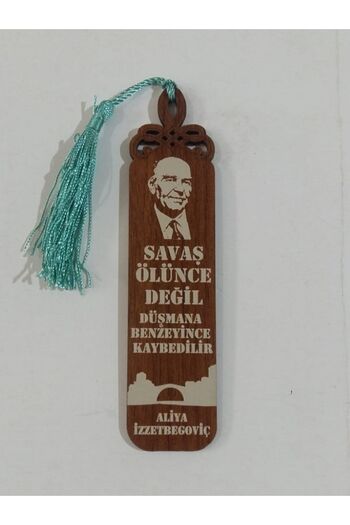 SAVAŞ
ÖLÜNCE
DEĞİL
DÜŞMANA
BENZEYİNCE
KAYBEDİLİR
ALİYA
İZZETBEGOVİÇ